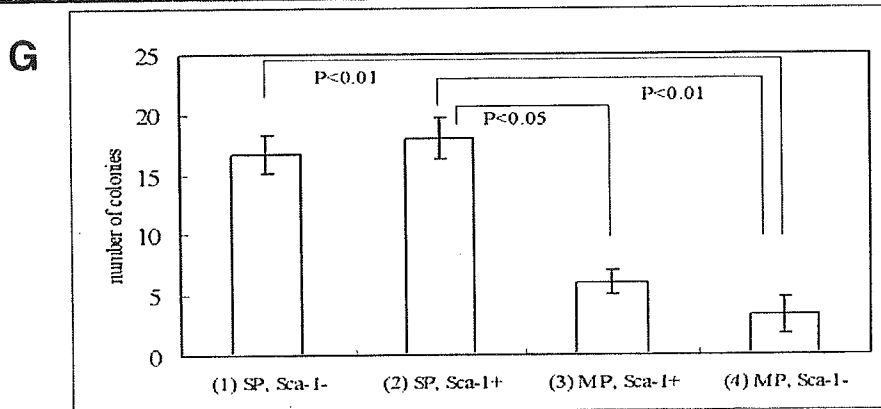 G
25
P<0.01
P<0.01
20
P<0.05
15
10
5
0
number of colonies
(1) SP, Sca-1-
(2) SP, Sca-1+
(3) MP, Sca-1+
(4) MP, Sca-1-